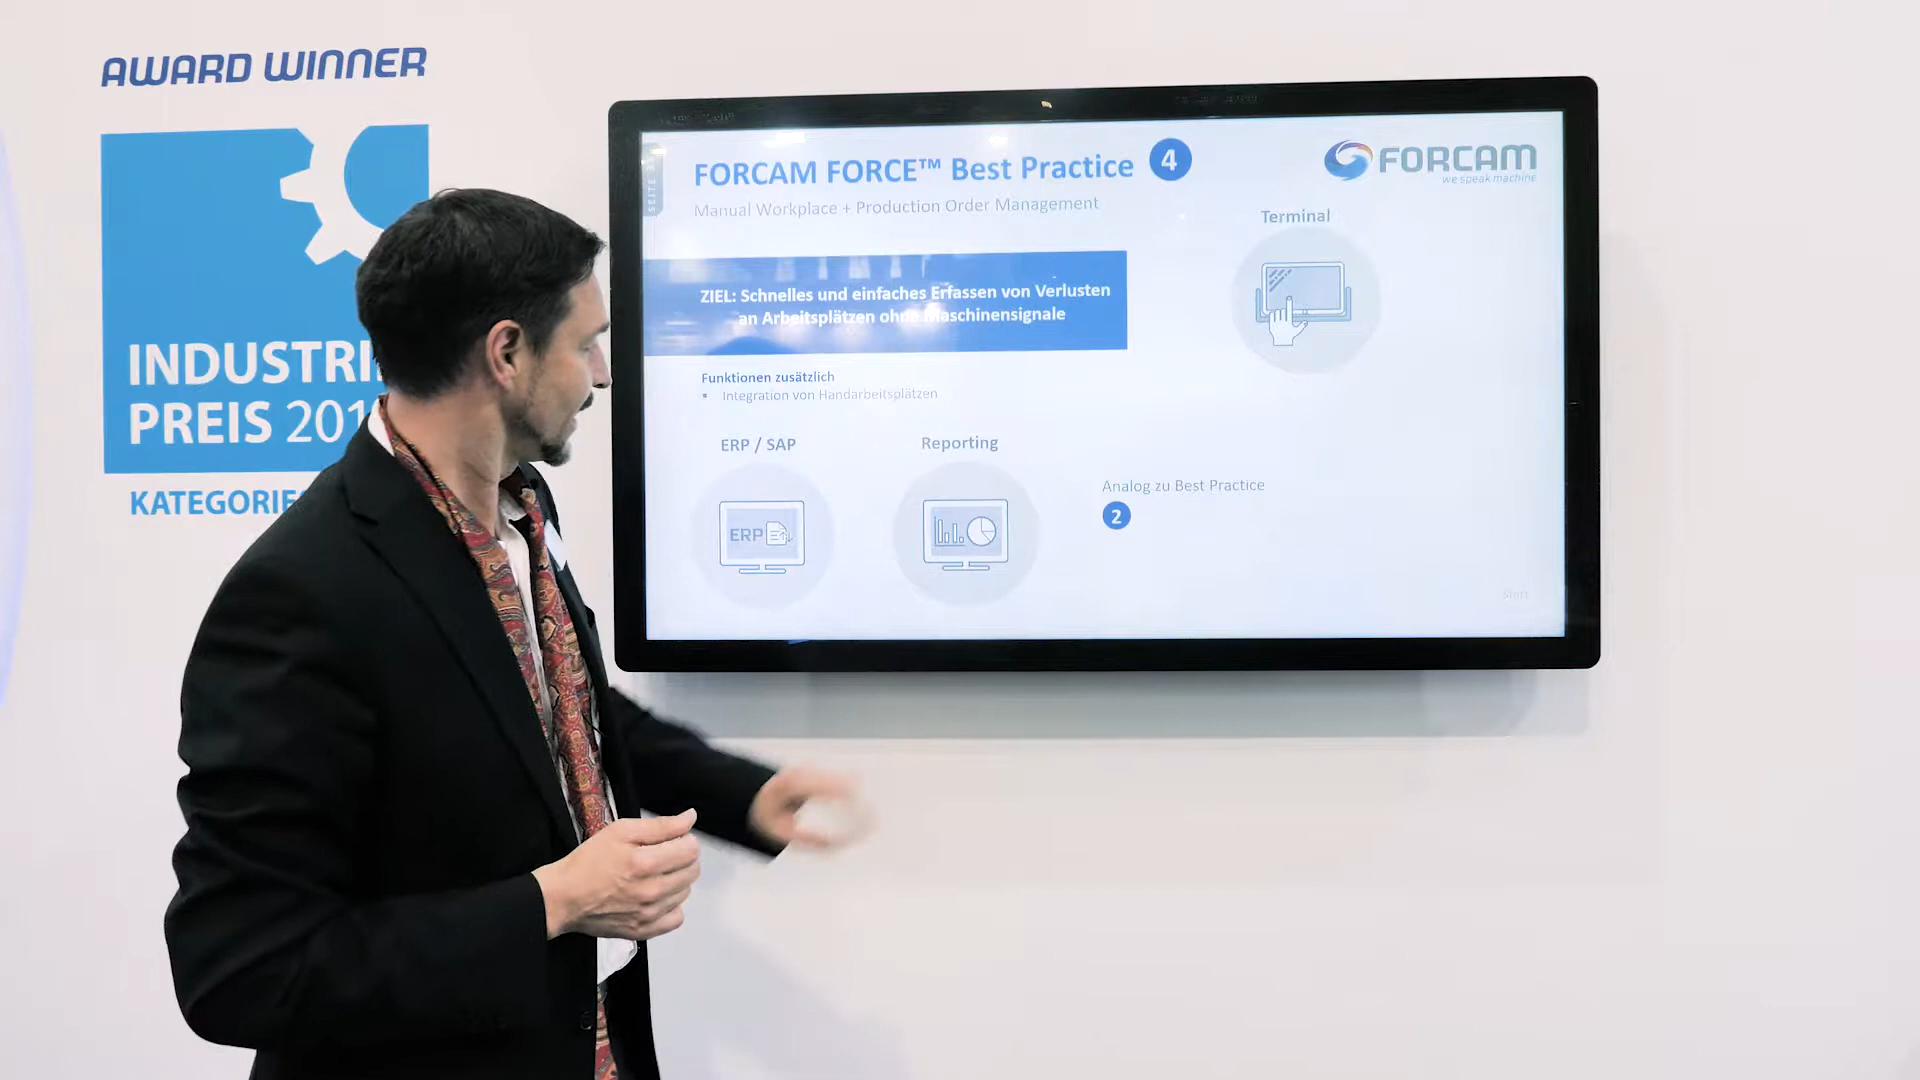 AWARD WINNER
INDUSTRI
PREIS 201
KATEGORIE
SEITE
FORCAM FORCE™ Best Practice 4
Manual Workplace + Production Order Management
FORCAM
we speak machine
Terminal
ZIEL: Schnelles und einfaches Erfassen von Verlusten
an Arbeitsplätzen ohne Maschinensignale
Funktionen zusätzlich
▪ Integration von Handarbeitsplätzen
ERP / SAP
Reporting
ERP
Analog zu Best Practice
2
Start